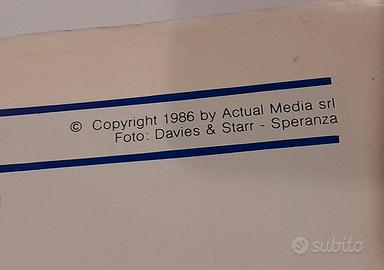 © Copyright 1986 by Actual Media srl
Foto: Davies & Starr - Speranza
subito